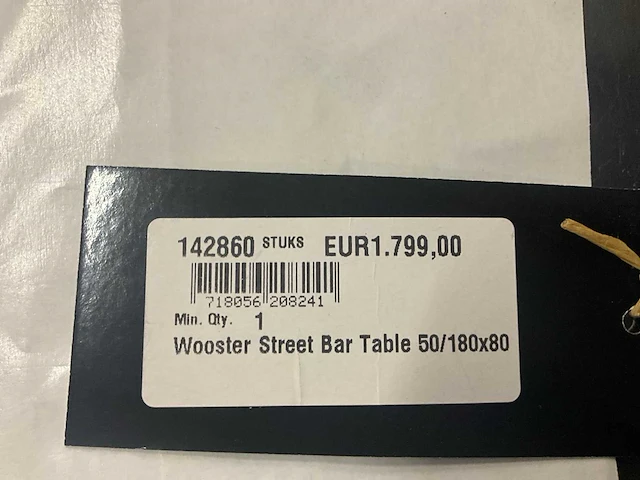 142860 STUKS EUR1.799,00
718056 208241
Min. Qty. 1
Wooster Street Bar Table 50/180x80